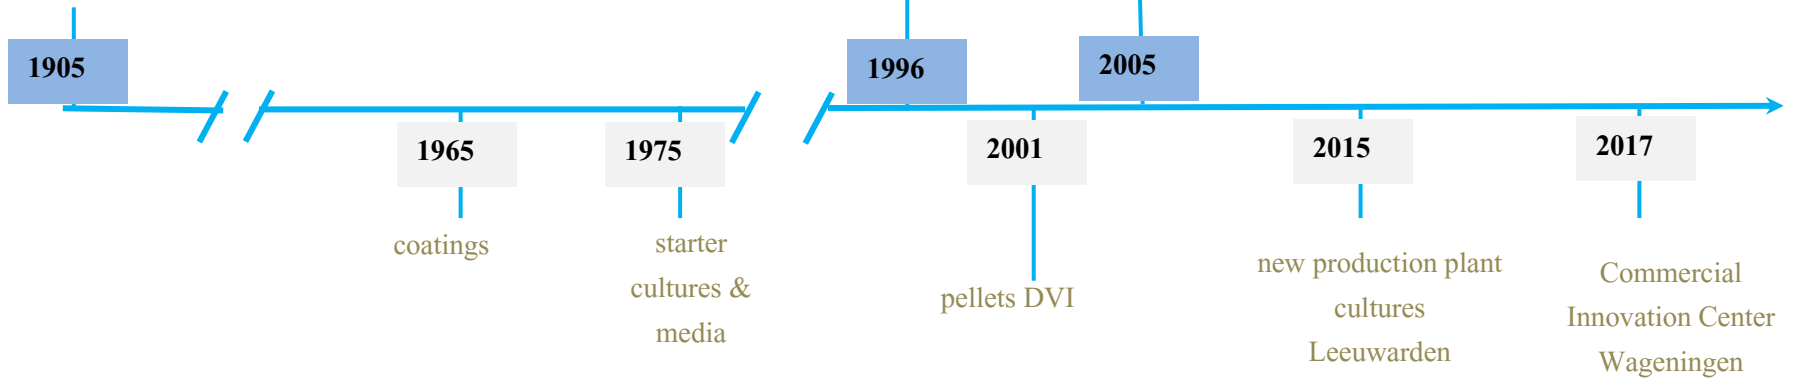 1905
1996
2005
1965
1975
2001
2015
2017
coatings
starter
cultures &
media
pellets DVI
new production plant
cultures
Leeuwarden
Commercial
Innovation Center
Wageningen